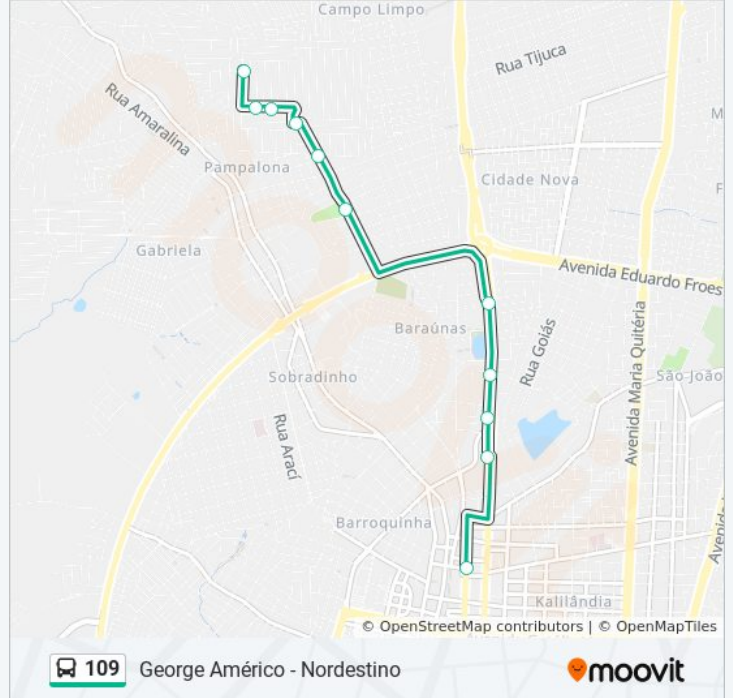 Campo Limpo
Rua Tijuca
Rua Amaralina
Pampalona
Cidade Nova
Gabriela
Avenida Eduardo Froes
Baraúnas
Rua Goiás
Avenida Maria Quitéria
São João
Sobradinho
Rua Arací
Barroquinha
Kalilândia
© OpenStreetMap contributors | © OpenMapTiles
109 George Américo - Nordestino
moovit